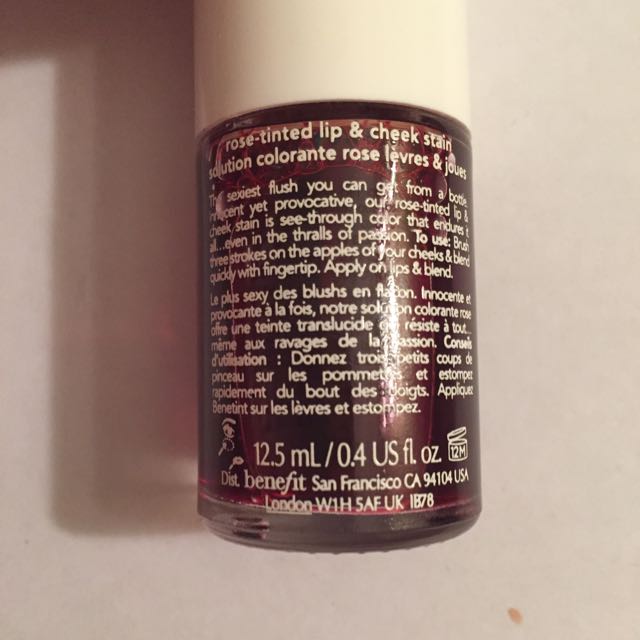 rose-tinted lip & cheek stain
solution colorante rose lèvres & joues
The sexiest flush you can get from a bottle.
Innocent yet provocative, our rose-tinted lip &
cheek stain is see-through color that endures it
all...even in the thralls of passion. To use: Brush
three strokes on the apples of your cheeks & blend
quickly with fingertip. Apply on lips & blend.
Le plus sexy des blushs en flacon. Innocente et
provocante à la fois, notre solution colorante rose
offre une teinte translucide qui résiste à tout...
même aux ravages de la passion. Conseils
d'utilisation : Donnez trois petits coups de
pinceau sur les pommettes et estompez
rapidement du bout des doigts. Appliquez
Benetint sur les lèvres et estompez.
12.5 mL / 0.4 US fl. oz. 12M
Dist. benefit San Francisco CA 94104 USA
London W1H 5AF UK IB78